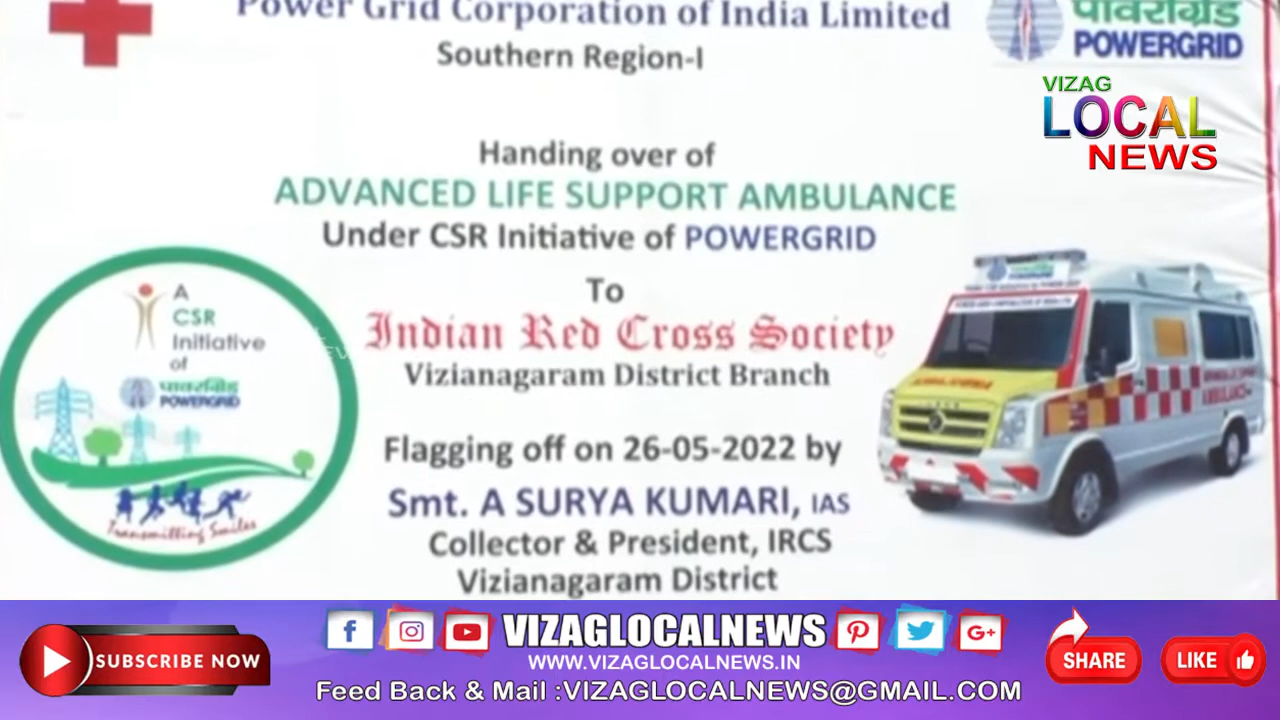 Power Grid Corporation of India Limited
Southern Region-I
पावरग्रिड
POWERGRID
VIZAG
LOCAL
NEWS
Handing over of
ADVANCED LIFE SUPPORT AMBULANCE
Under CSR Initiative of POWERGRID
To
Indian Red Cross Society
Vizianagaram District Branch
A
CSR
Initiative
of
पावरग्रिड
POWERGRID
Transmitting Smiles
Flagging off on 26-05-2022 by
Smt. A SURYA KUMARI, IAS
Collector & President, IRCS
Vizianagaram District
AMBULANCE
SUBSCRIBE NOW
VIZAGLOCALNEWS
WWW.VIZAGLOCALNEWS.IN
Feed Back & Mail :VIZAGLOCALNEWS@GMAIL.COM
SHARE
LIKE